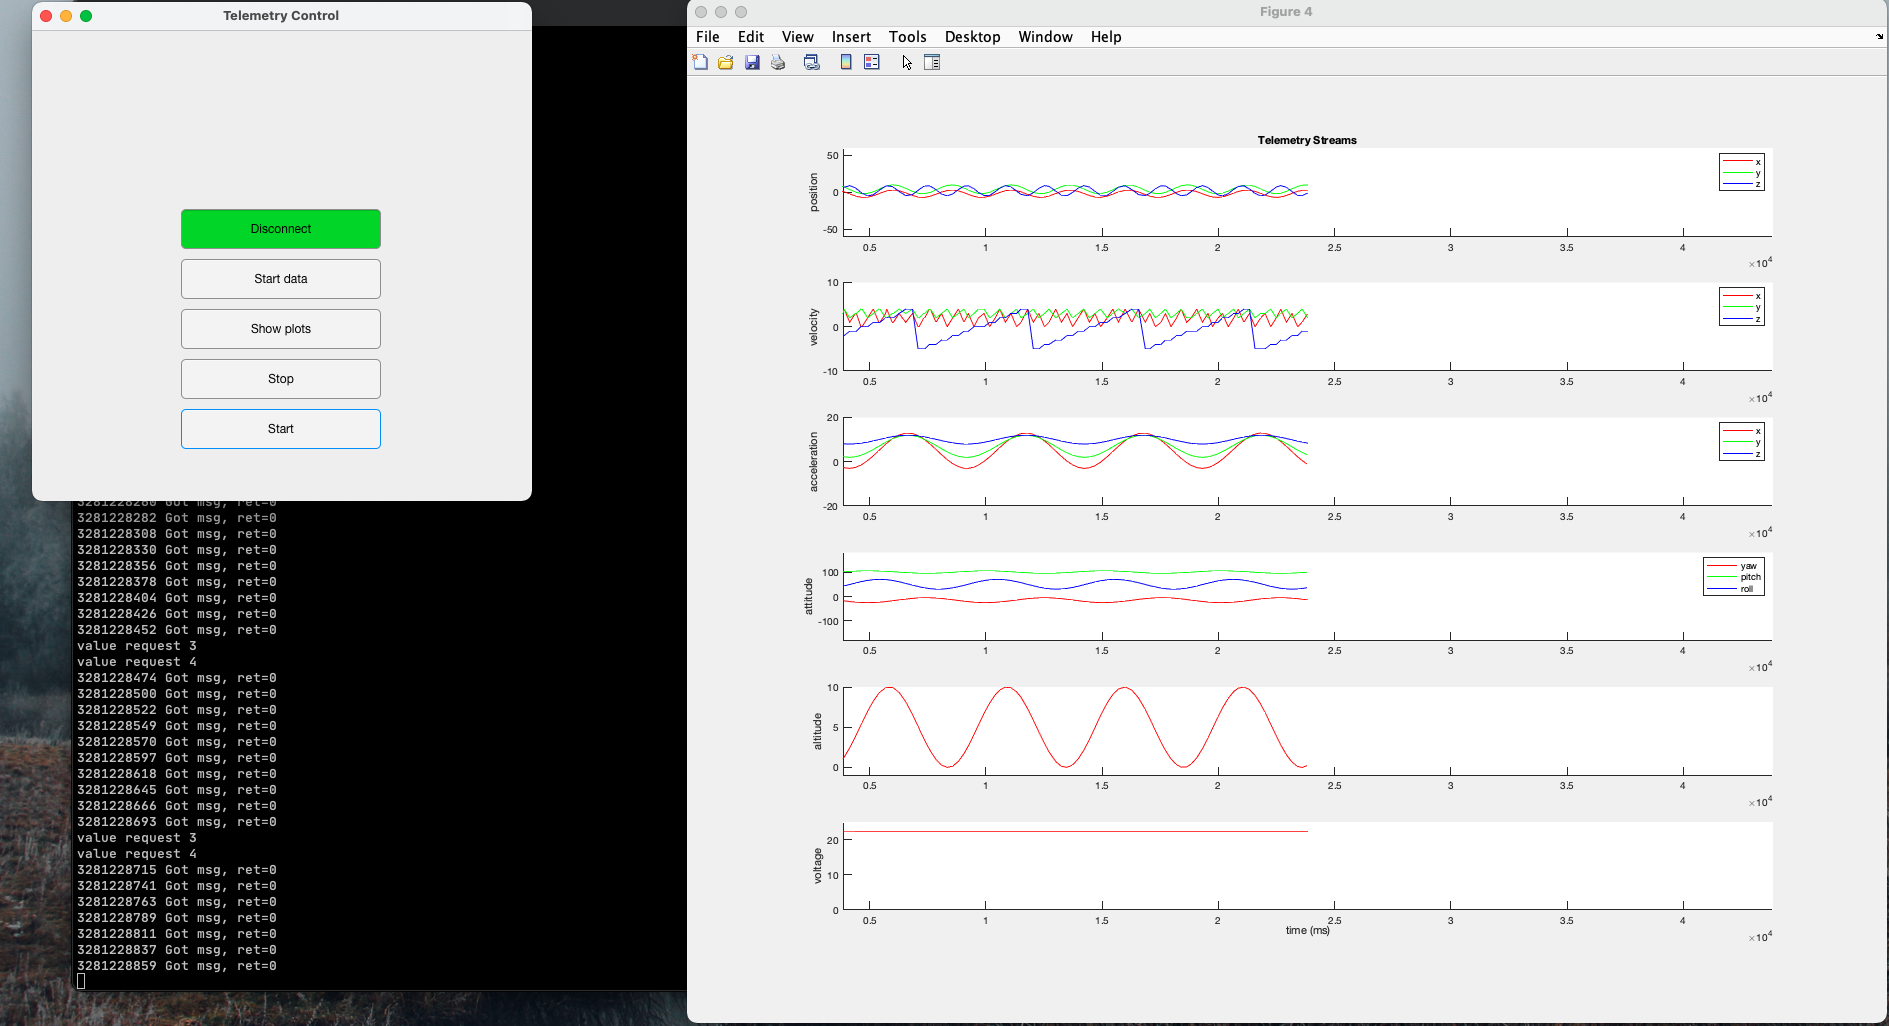 Telemetry Control
Disconnect
Start data
Show plots
Stop
Start
3281228282 Got msg, ret=0
3281228308 Got msg, ret=0
3281228330 Got msg, ret=0
3281228356 Got msg, ret=0
3281228378 Got msg, ret=0
3281228404 Got msg, ret=0
3281228426 Got msg, ret=0
3281228452 Got msg, ret=0
value request 3
value request 4
3281228474 Got msg, ret=0
3281228500 Got msg, ret=0
3281228522 Got msg, ret=0
3281228549 Got msg, ret=0
3281228570 Got msg, ret=0
3281228597 Got msg, ret=0
3281228618 Got msg, ret=0
3281228645 Got msg, ret=0
3281228666 Got msg, ret=0
3281228693 Got msg, ret=0
value request 3
value request 4
3281228715 Got msg, ret=0
3281228741 Got msg, ret=0
3281228763 Got msg, ret=0
3281228789 Got msg, ret=0
3281228811 Got msg, ret=0
3281228837 Got msg, ret=0
3281228859 Got msg, ret=0
Figure 4
File Edit View Insert Tools Desktop Window Help
Telemetry Streams
position
50
0
-50
x
y
z
0.5 1 1.5 2 2.5 3 3.5 4
×10^4
velocity
10
0
-10
x
y
z
0.5 1 1.5 2 2.5 3 3.5 4
×10^4
acceleration
20
0
-20
x
y
z
0.5 1 1.5 2 2.5 3 3.5 4
×10^4
attitude
100
0
-100
yaw
pitch
roll
0.5 1 1.5 2 2.5 3 3.5 4
×10^4
altitude
10
5
0
0.5 1 1.5 2 2.5 3 3.5 4
×10^4
voltage
20
10
0
0.5 1 1.5 2 2.5 3 3.5 4
time (ms)
×10^4